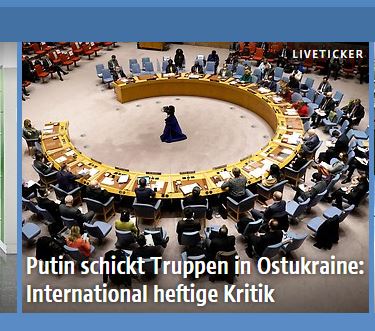 LIVETICKER
Putin schickt Truppen in Ostukraine:
International heftige Kritik